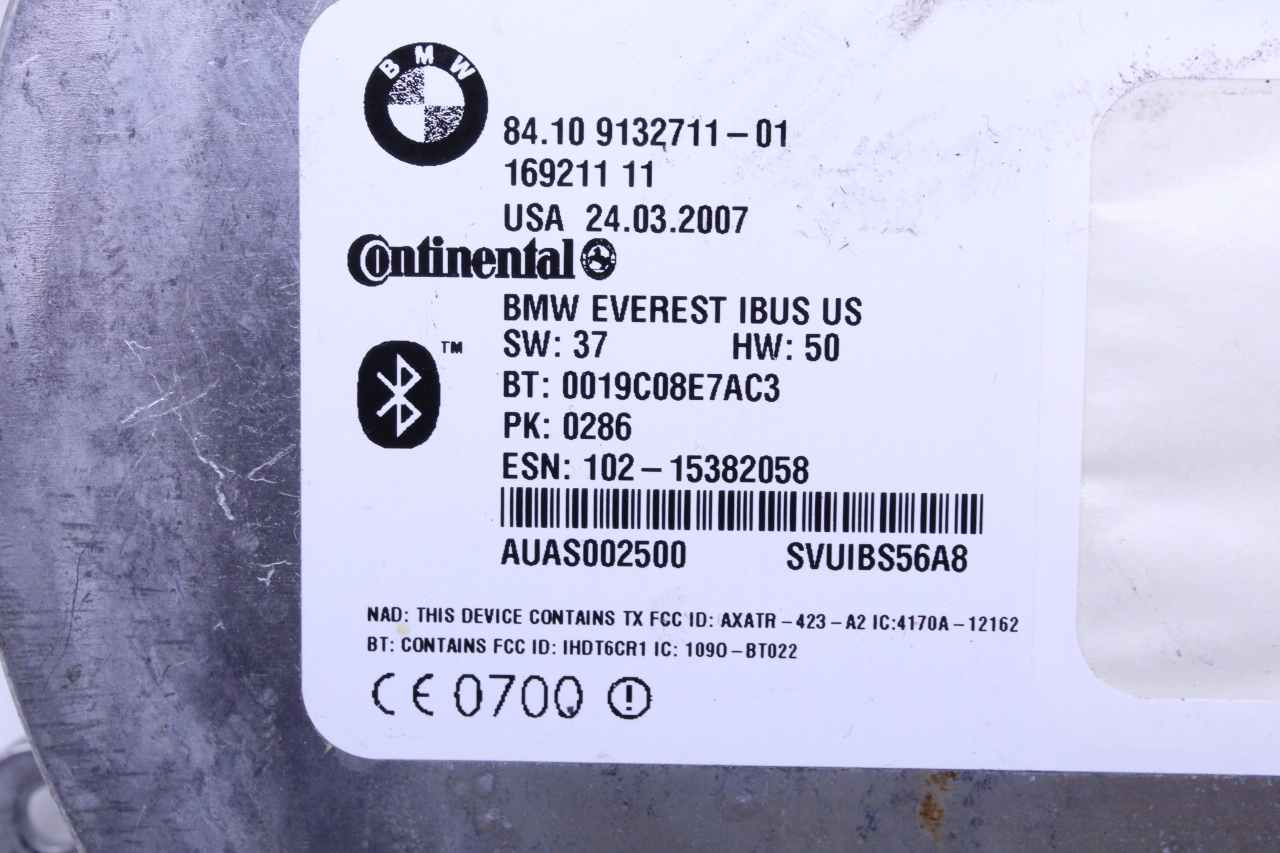 BMW
84.10 9132711-01
169211 11
USA 24.03.2007
Continental
BMW EVEREST IBUS US
SW: 37 HW: 50
™
BT: 0019C08E7AC3
PK: 0286
ESN: 102-15382058
AUAS002500 SVUIBS56A8
NAD: THIS DEVICE CONTAINS TX FCC ID: AXATR-423-A2 IC:4170A-12162
BT: CONTAINS FCC ID: IHDT6CR1 IC: 109O-BT022
CE 0700 !